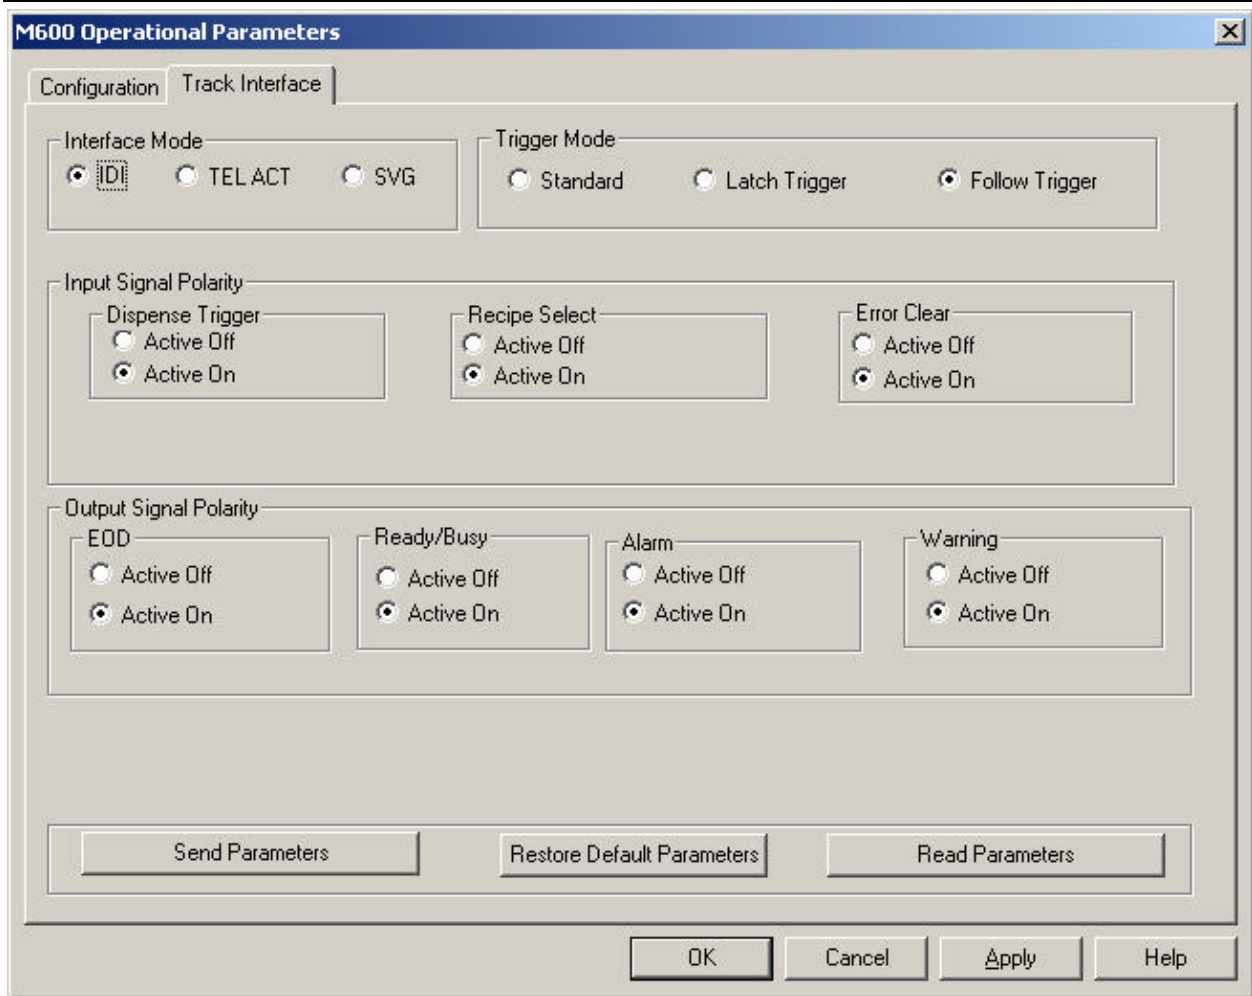 M600 Operational Parameters
Configuration
Track Interface
Interface Mode
IDI
TEL ACT
SVG
Trigger Mode
Standard
Latch Trigger
Follow Trigger
Input Signal Polarity
Dispense Trigger
Active Off
Active On
Recipe Select
Active Off
Active On
Error Clear
Active Off
Active On
Output Signal Polarity
EOD
Active Off
Active On
Ready/Busy
Active Off
Active On
Alarm
Active Off
Active On
Warning
Active Off
Active On
Send Parameters
Restore Default Parameters
Read Parameters
OK
Cancel
Apply
Help